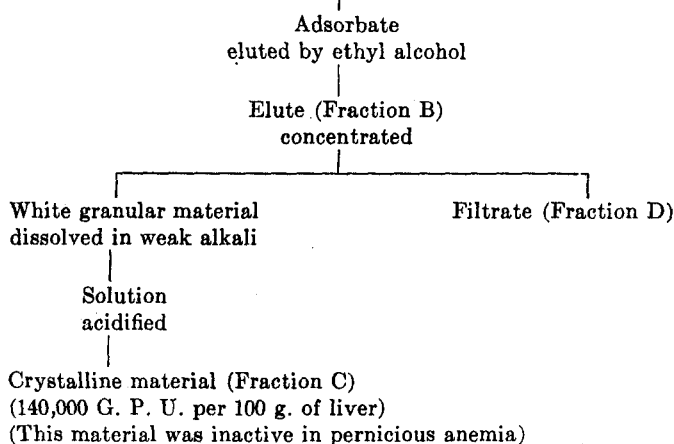 Adsorbate
eluted by ethyl alcohol
Elute (Fraction B)
concentrated
White granular material
dissolved in weak alkali
Filtrate (Fraction D)
Solution
acidified
Crystalline material (Fraction C)
(140,000 G. P. U. per 100 g. of liver)
(This material was inactive in pernicious anemia)